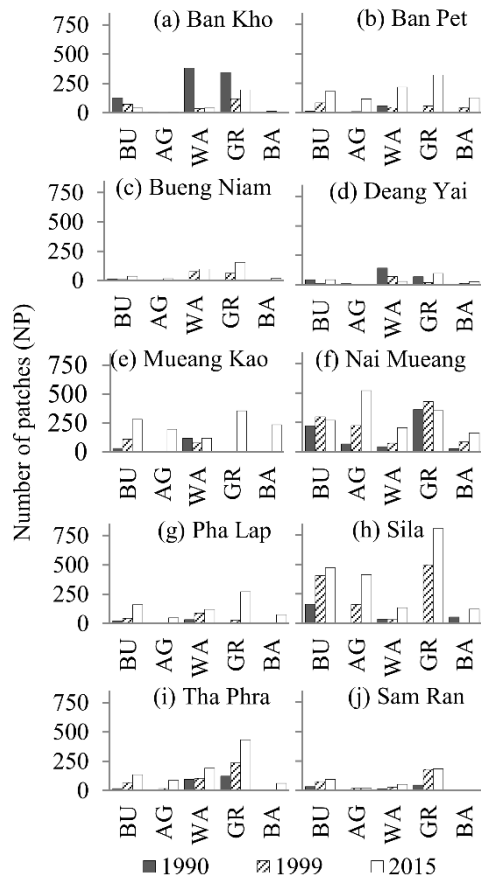 (a) Ban Kho
(b) Ban Pet
750
500
250
0
BU
AG
WA
GR
BA
BU
AG
WA
GR
BA
(c) Bueng Niam
(d) Deang Yai
750
500
250
0
BU
AG
WA
GR
BA
BU
AG
WA
GR
BA
Number of patches (NP)
(e) Mueang Kao
(f) Nai Mueang
750
500
250
0
BU
AG
WA
GR
BA
BU
AG
WA
GR
BA
(g) Pha Lap
(h) Sila
750
500
250
0
BU
AG
WA
GR
BA
BU
AG
WA
GR
BA
(i) Tha Phra
(j) Sam Ran
750
500
250
0
BU
AG
WA
GR
BA
BU
AG
WA
GR
BA
1990
1999
2015